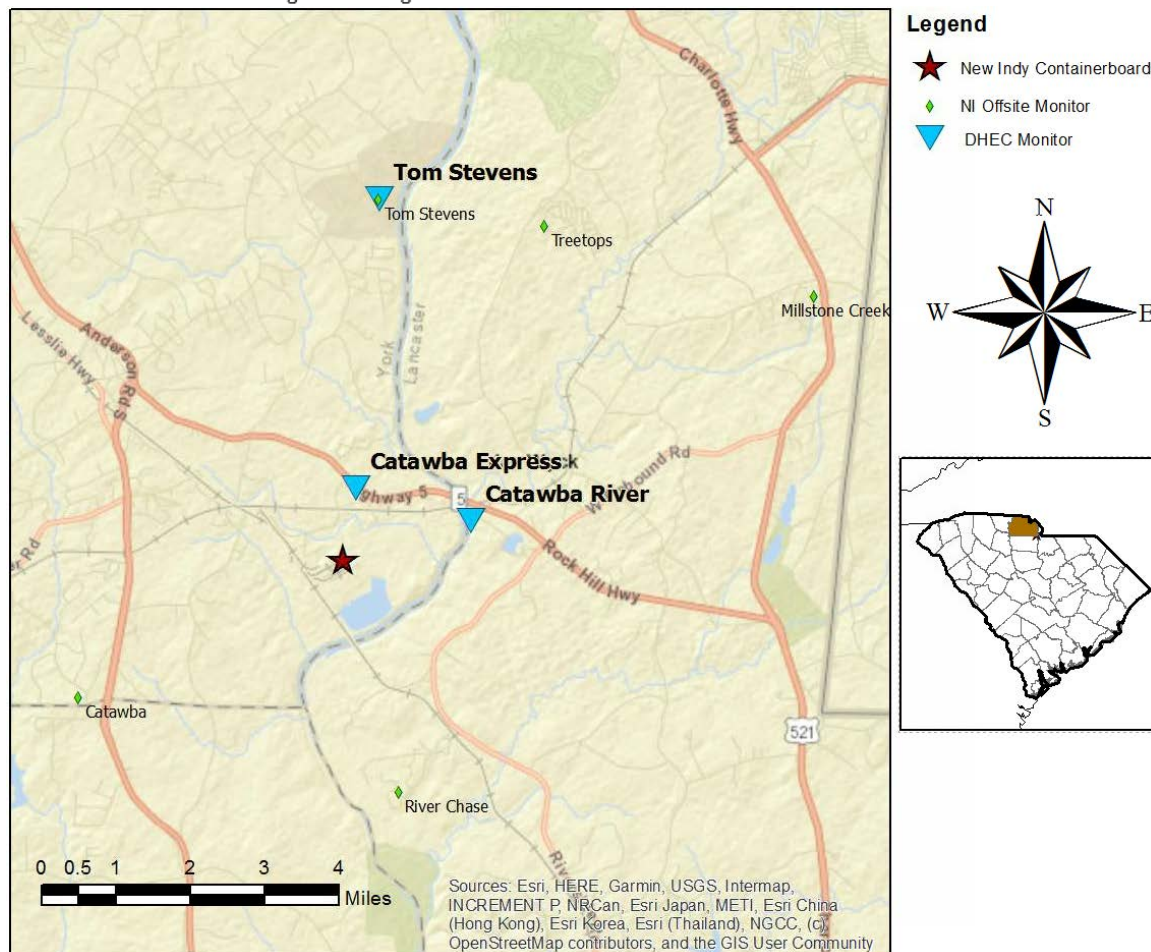 Legend
New Indy Containerboard
NI Offsite Monitor
DHEC Monitor
N
W
E
S
Charlotte Hwy
Tom Stevens
Tom Stevens
Treetops
Millstone Creek
York
Lancaster
Anderson Rd S
Lesslie Hwy
Catawba Express
Highway 5
5
Catawba River
Rock Hill Hwy
521
Catawba
River Chase
0 0.5 1 2 3 4
Miles
Sources: Esri, HERE, Garmin, USGS, Intermap,
INCREMENT P, NRCan, Esri Japan, METI, Esri China
(Hong Kong), Esri Korea, Esri (Thailand), NGCC, (c)
OpenStreetMap contributors, and the GIS User Community